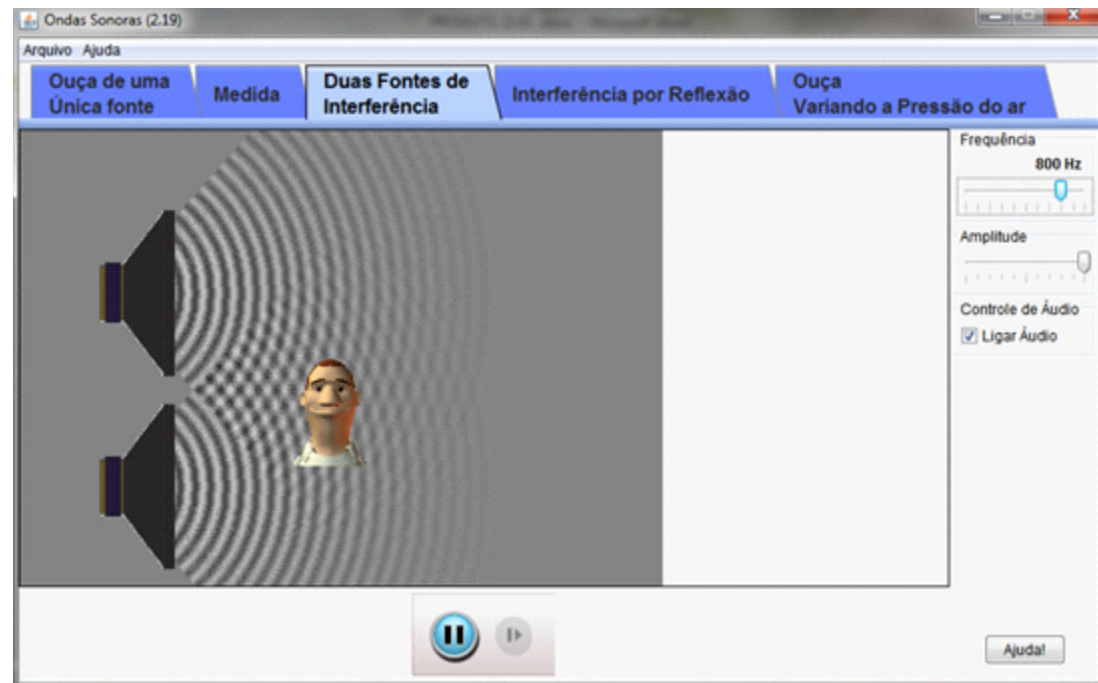 Ondas Sonoras (2.19)
Arquivo Ajuda
Ouça de uma
Única fonte
Medida
Duas Fontes de
Interferência
Interferência por Reflexão
Ouça
Variando a Pressão do ar
Frequência
800 Hz
Amplitude
Controle de Áudio
Ligar Áudio
Ajuda!